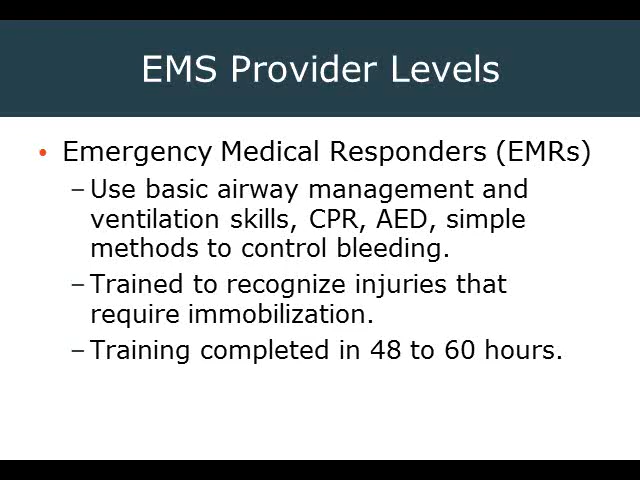 EMS Provider Levels
• Emergency Medical Responders (EMRs)
– Use basic airway management and
ventilation skills, CPR, AED, simple
methods to control bleeding.
– Trained to recognize injuries that
require immobilization.
– Training completed in 48 to 60 hours.